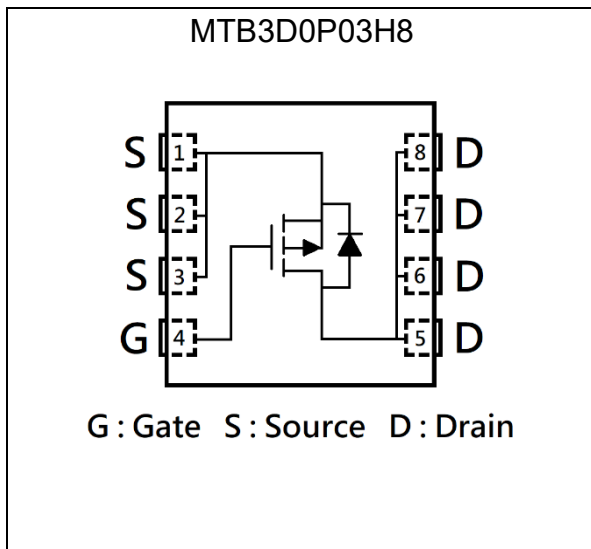 MTB3D0P03H8
S 1 8 D
S 2 7 D
S 3 6 D
G 4 5 D
G : Gate S : Source D : Drain